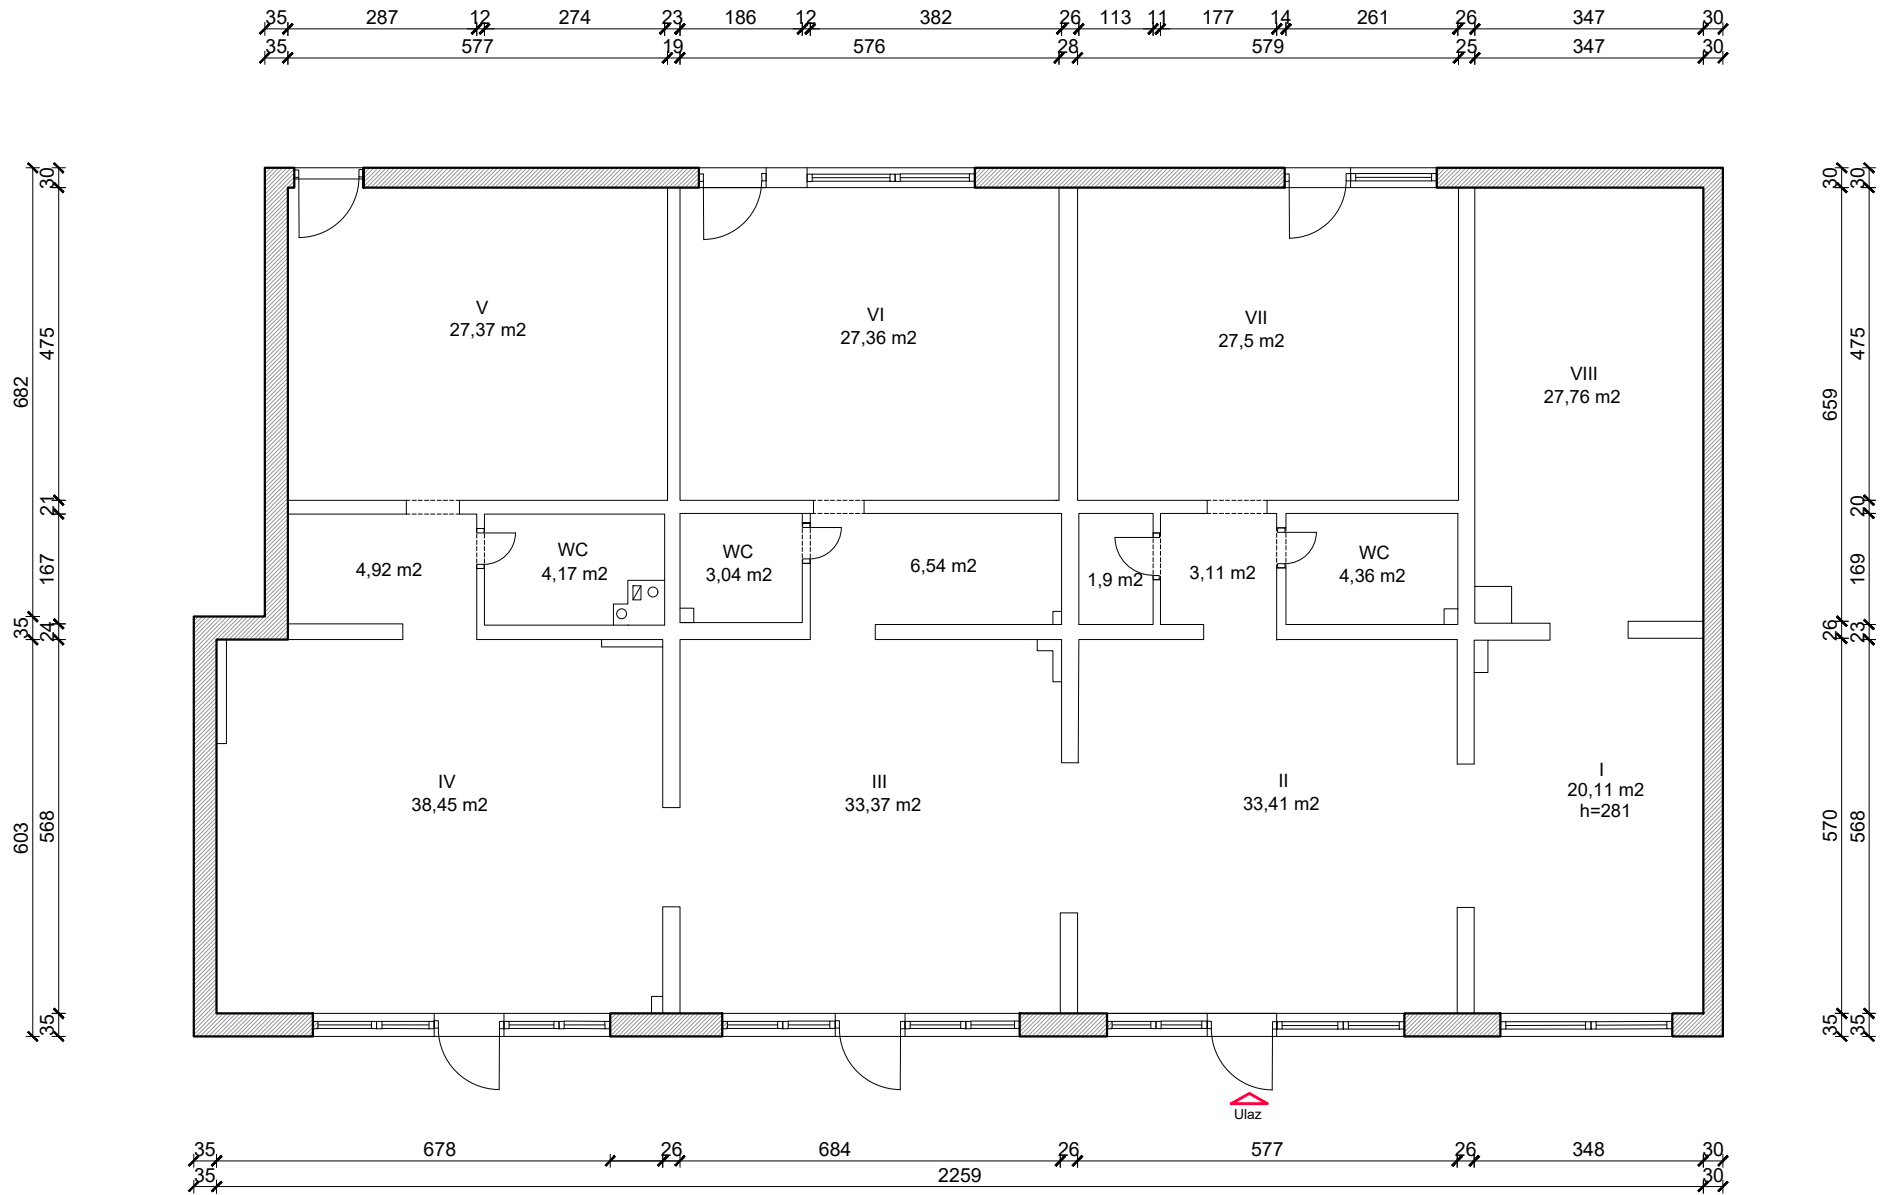 35 287 12 274 23 186 12 382 26 113 11 177 14 261 26 347 30
35 577 19 576 28 579 25 347 30
30
475
682
21
167
35
24
603
568
35
V
27,37 m2
VI
27,36 m2
VII
27,5 m2
VIII
27,76 m2
4,92 m2
WC
4,17 m2
WC
3,04 m2
6,54 m2
1,9 m2
3,11 m2
WC
4,36 m2
IV
38,45 m2
III
33,37 m2
II
33,41 m2
I
20,11 m2
h=281
30 30
475
659
20
169
26 23
570 568
35 35
Ulaz
35 678 26 684 26 577 26 348 30
35 2259 30